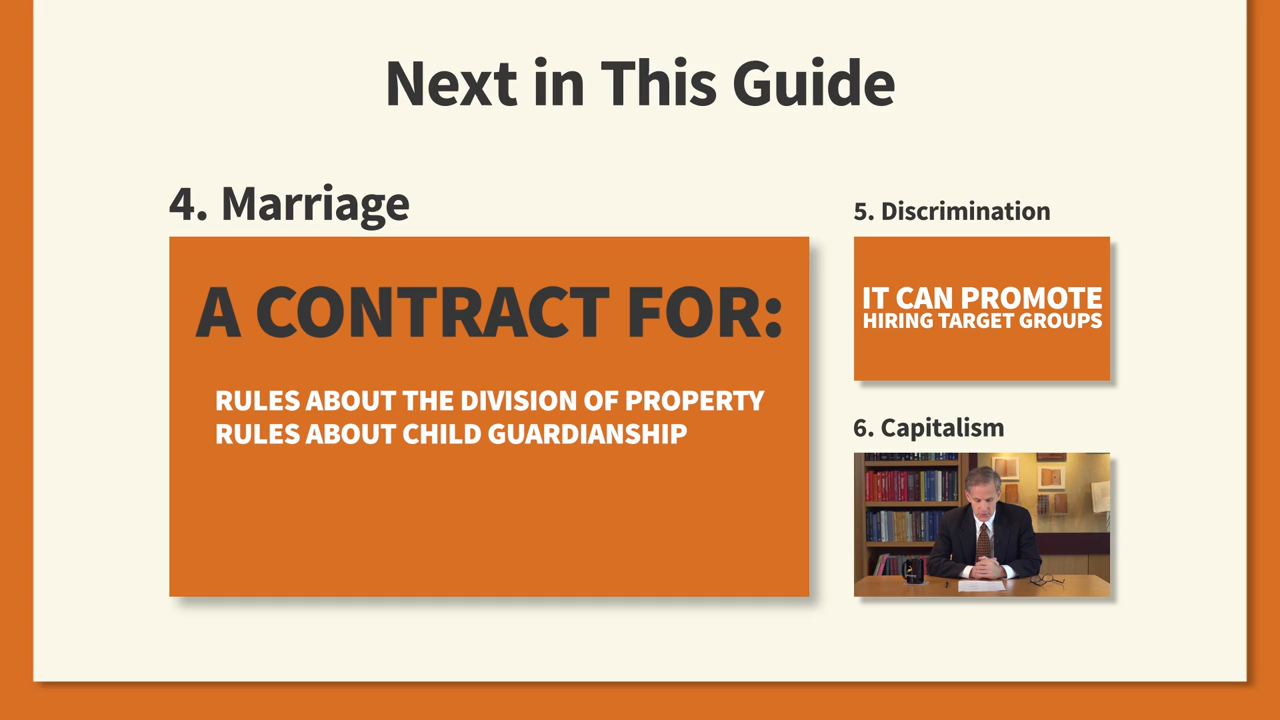 Next in This Guide
4. Marriage
A CONTRACT FOR:
RULES ABOUT THE DIVISION OF PROPERTY
RULES ABOUT CHILD GUARDIANSHIP
5. Discrimination
IT CAN PROMOTE
HIRING TARGET GROUPS
6. Capitalism